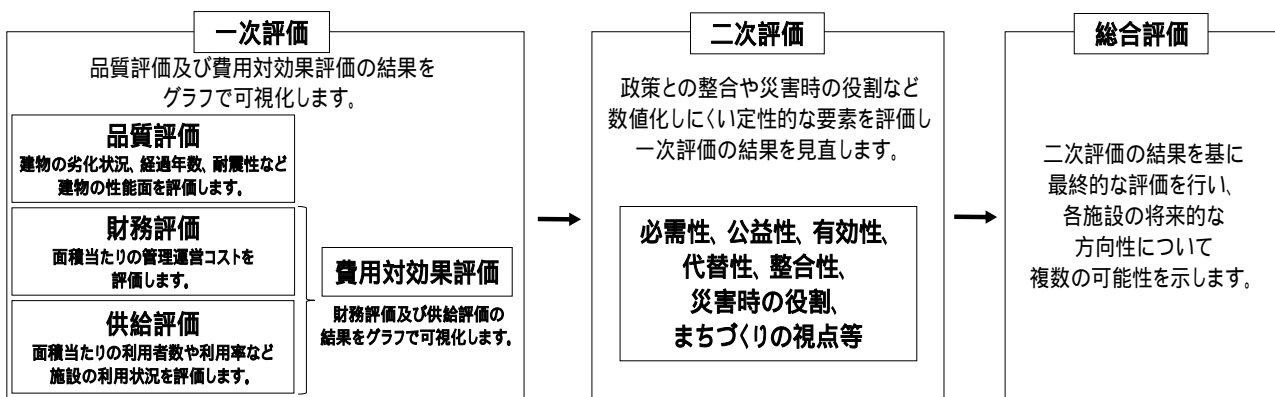 一次評価
品質評価及び費用対効果評価の結果を
グラフで可視化します。
品質評価
建物の劣化状況、経過年数、耐震性など
建物の性能面を評価します。
財務評価
面積当たりの管理運営コストを
評価します。
供給評価
面積当たりの利用者数や利用率など
施設の利用状況を評価します。
費用対効果評価
財務評価及び供給評価の
結果をグラフで可視化します。
二次評価
政策との整合や災害時の役割など
数値化しにくい定性的な要素を評価し
一次評価の結果を見直します。
必需性、公益性、有効性、
代替性、整合性、
災害時の役割、
まちづくりの視点等
総合評価
二次評価の結果を基に
最終的な評価を行い、
各施設の将来的な
方向性について
複数の可能性を示します。